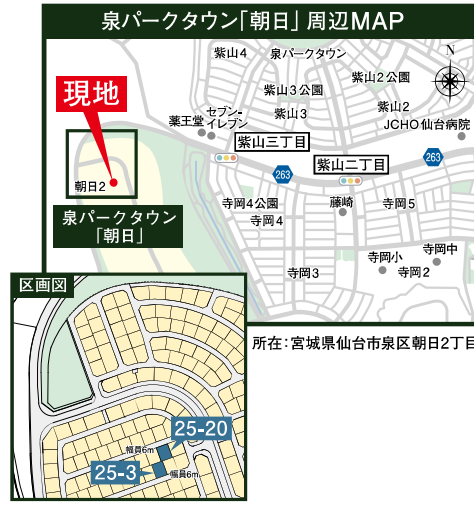 泉パークタウン「朝日」周辺MAP
N
紫山4
泉パークタウン
紫山2公園
紫山3公園
紫山3
紫山2
セブン-
イレブン
薬王堂
JCHO仙台病院
現地
紫山三丁目
紫山二丁目
263
263
朝日2
寺岡4公園
寺岡4
藤崎
寺岡5
泉パークタウン
「朝日」
寺岡3
寺岡小
寺岡中
寺岡2
区画図
所在:宮城県仙台市泉区朝日2丁目
25-20
幅員6m
25-3
幅員6m